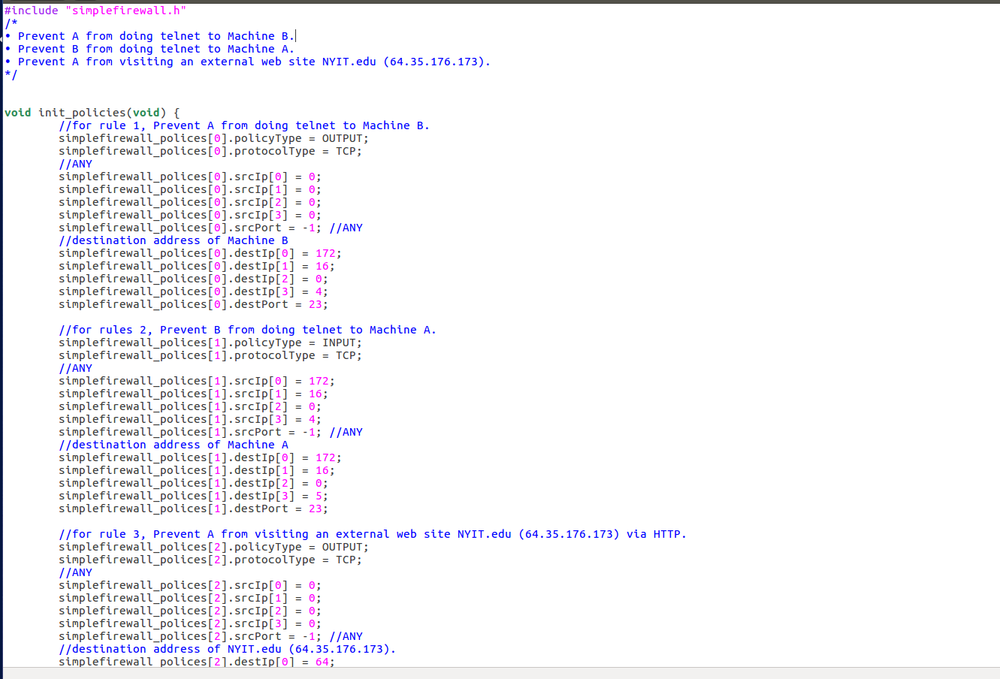 #include "simplefirewall.h"
/*
• Prevent A from doing telnet to Machine B.
• Prevent B from doing telnet to Machine A.
• Prevent A from visiting an external web site NYIT.edu (64.35.176.173).
*/
void init_policies(void) {
//for rule 1, Prevent A from doing telnet to Machine B.
simplefirewall_polices[0].policyType = OUTPUT;
simplefirewall_polices[0].protocolType = TCP;
//ANY
simplefirewall_polices[0].srcIp[0] = 0;
simplefirewall_polices[0].srcIp[1] = 0;
simplefirewall_polices[0].srcIp[2] = 0;
simplefirewall_polices[0].srcIp[3] = 0;
simplefirewall_polices[0].srcPort = -1; //ANY
//destination address of Machine B
simplefirewall_polices[0].destIp[0] = 172;
simplefirewall_polices[0].destIp[1] = 16;
simplefirewall_polices[0].destIp[2] = 0;
simplefirewall_polices[0].destIp[3] = 4;
simplefirewall_polices[0].destPort = 23;
//for rules 2, Prevent B from doing telnet to Machine A.
simplefirewall_polices[1].policyType = INPUT;
simplefirewall_polices[1].protocolType = TCP;
//ANY
simplefirewall_polices[1].srcIp[0] = 172;
simplefirewall_polices[1].srcIp[1] = 16;
simplefirewall_polices[1].srcIp[2] = 0;
simplefirewall_polices[1].srcIp[3] = 4;
simplefirewall_polices[1].srcPort = -1; //ANY
//destination address of Machine A
simplefirewall_polices[1].destIp[0] = 172;
simplefirewall_polices[1].destIp[1] = 16;
simplefirewall_polices[1].destIp[2] = 0;
simplefirewall_polices[1].destIp[3] = 5;
simplefirewall_polices[1].destPort = 23;
//for rule 3, Prevent A from visiting an external web site NYIT.edu (64.35.176.173) via HTTP.
simplefirewall_polices[2].policyType = OUTPUT;
simplefirewall_polices[2].protocolType = TCP;
//ANY
simplefirewall_polices[2].srcIp[0] = 0;
simplefirewall_polices[2].srcIp[1] = 0;
simplefirewall_polices[2].srcIp[2] = 0;
simplefirewall_polices[2].srcIp[3] = 0;
simplefirewall_polices[2].srcPort = -1; //ANY
//destination address of NYIT.edu (64.35.176.173).
simplefirewall_polices[2].destIp[0] = 64;